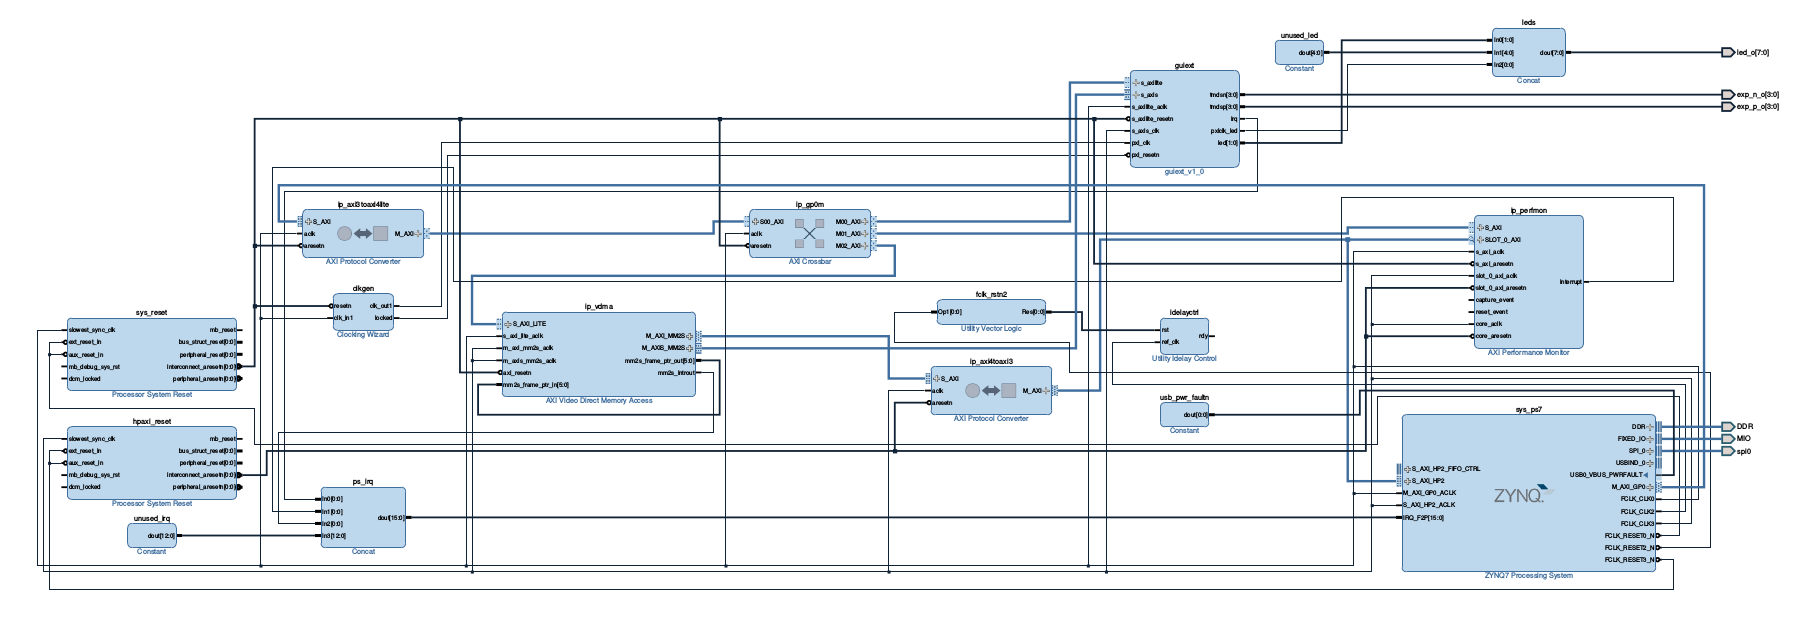 leds
unused_led
In0[1:0]
dout[4:0]
In1[4:0]
dout[7:0]
led_o[7:0]
In2[0:0]
Constant
Concat
guiext
s_axilite
s_axis
tmdsn[3:0]
exp_n_o[3:0]
s_axilite_aclk
tmdsp[3:0]
exp_p_o[3:0]
s_axilite_resetn
irq
s_axis_clk
pxlclk_led
pxl_clk
led[1:0]
pxl_resetn
guiext_v1_0
ip_axi3toaxi4lite
S_AXI
aclk
M_AXI
aresetn
AXI Protocol Converter
ip_gp0m
S00_AXI
M00_AXI
aclk
M01_AXI
aresetn
M02_AXI
AXI Crossbar
ip_perfmon
S_AXI
SLOT_0_AXI
s_axi_aclk
s_axi_aresetn
slot_0_axi_aclk
interrupt
slot_0_axi_aresetn
capture_event
reset_event
core_aclk
core_aresetn
AXI Performance Monitor
clkgen
resetn
clk_out1
clk_in1
locked
Clocking Wizard
sys_reset
slowest_sync_clk
mb_reset
ext_reset_in
bus_struct_reset[0:0]
aux_reset_in
peripheral_reset[0:0]
mb_debug_sys_rst
interconnect_aresetn[0:0]
dcm_locked
peripheral_aresetn[0:0]
Processor System Reset
ip_vdma
S_AXI_LITE
s_axi_lite_aclk
M_AXI_MM2S
m_axi_mm2s_aclk
M_AXIS_MM2S
m_axis_mm2s_aclk
mm2s_frame_ptr_out[5:0]
axi_resetn
mm2s_introut
mm2s_frame_ptr_in[5:0]
AXI Video Direct Memory Access
fclk_rstn2
Op1[0:0]
Res[0:0]
Utility Vector Logic
idelayctrl
rst
rdy
ref_clk
Utility Idelay Control
ip_axi4toaxi3
S_AXI
aclk
M_AXI
aresetn
AXI Protocol Converter
usb_pwr_faultn
dout[0:0]
Constant
hpaxi_reset
slowest_sync_clk
mb_reset
ext_reset_in
bus_struct_reset[0:0]
aux_reset_in
peripheral_reset[0:0]
mb_debug_sys_rst
interconnect_aresetn[0:0]
dcm_locked
peripheral_aresetn[0:0]
Processor System Reset
sys_ps7
DDR
DDR
FIXED_IO
MIO
SPI_0
spi0
USBIND_0
S_AXI_HP2_FIFO_CTRL
USB0_VBUS_PWRFAULT
S_AXI_HP2
M_AXI_GP0
M_AXI_GP0_ACLK
FCLK_CLK0
S_AXI_HP2_ACLK
FCLK_CLK2
IRQ_F2P[15:0]
FCLK_CLK3
FCLK_RESET0_N
FCLK_RESET2_N
FCLK_RESET3_N
ZYNQ
ZYNQ7 Processing System
ps_irq
In0[0:0]
In1[0:0]
In2[0:0]
dout[15:0]
In3[12:0]
Concat
unused_irq
dout[12:0]
Constant